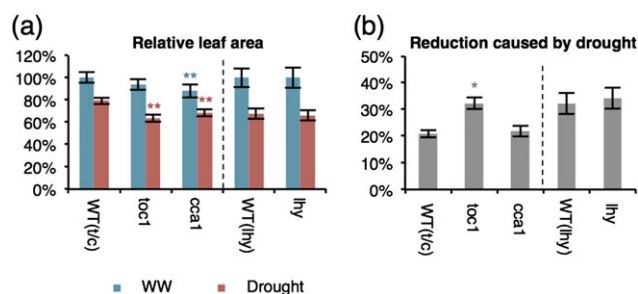 (a)
Relative leaf area
120%
100%
80%
60%
40%
20%
0%
**
**
**
WT(t/c)
toc1
cca1
WT(lhy)
lhy
WW
Drought
(b)
Reduction caused by drought
50%
40%
30%
20%
10%
0%
*
WT(t/c)
toc1
cca1
WT(lhy)
lhy